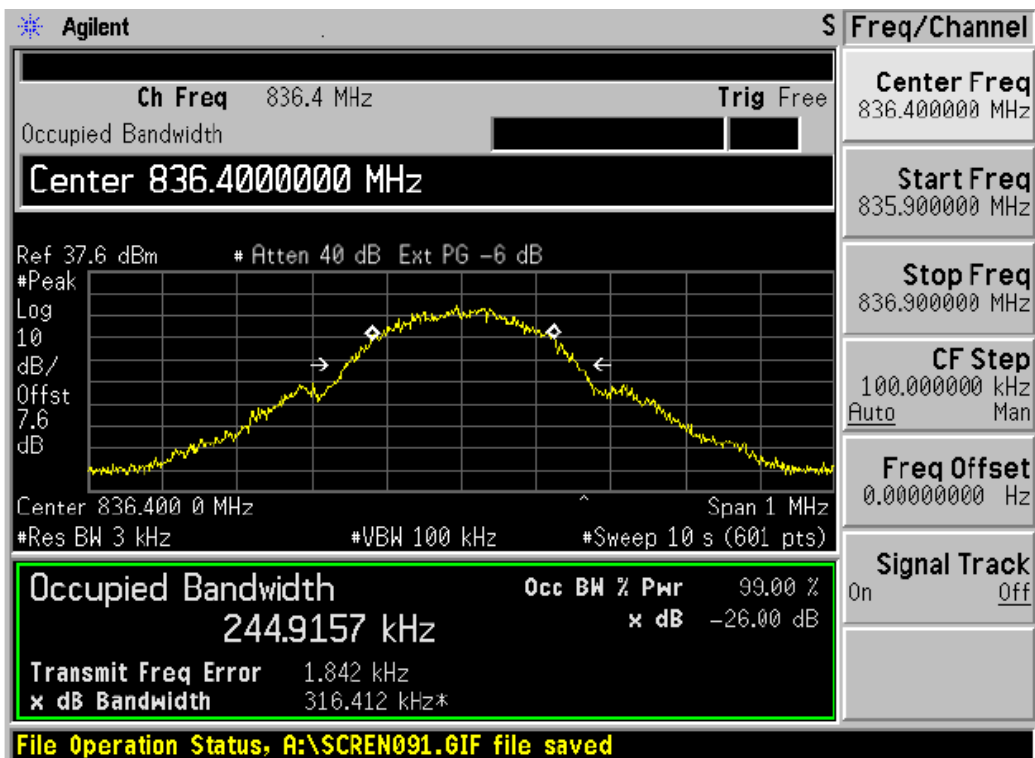 Agilent S Freq/Channel
Ch Freq 836.4 MHz Trig Free
Occupied Bandwidth
Center 836.4000000 MHz
Ref 37.6 dBm # Atten 40 dB Ext PG -6 dB
#Peak
Log
10
dB/
Offst
7.6
dB
Center 836.400 0 MHz Span 1 MHz
#Res BW 3 kHz #VBW 100 kHz #Sweep 10 s (601 pts)
Occupied Bandwidth Occ BW % Pwr 99.00 %
244.9157 kHz x dB -26.00 dB
Transmit Freq Error 1.842 kHz
x dB Bandwidth 316.412 kHz*
File Operation Status, A:\SCREN091.GIF file saved
Center Freq
836.400000 MHz
Start Freq
835.900000 MHz
Stop Freq
836.900000 MHz
CF Step
100.000000 kHz
Auto Man
Freq Offset
0.00000000 Hz
Signal Track
On Off